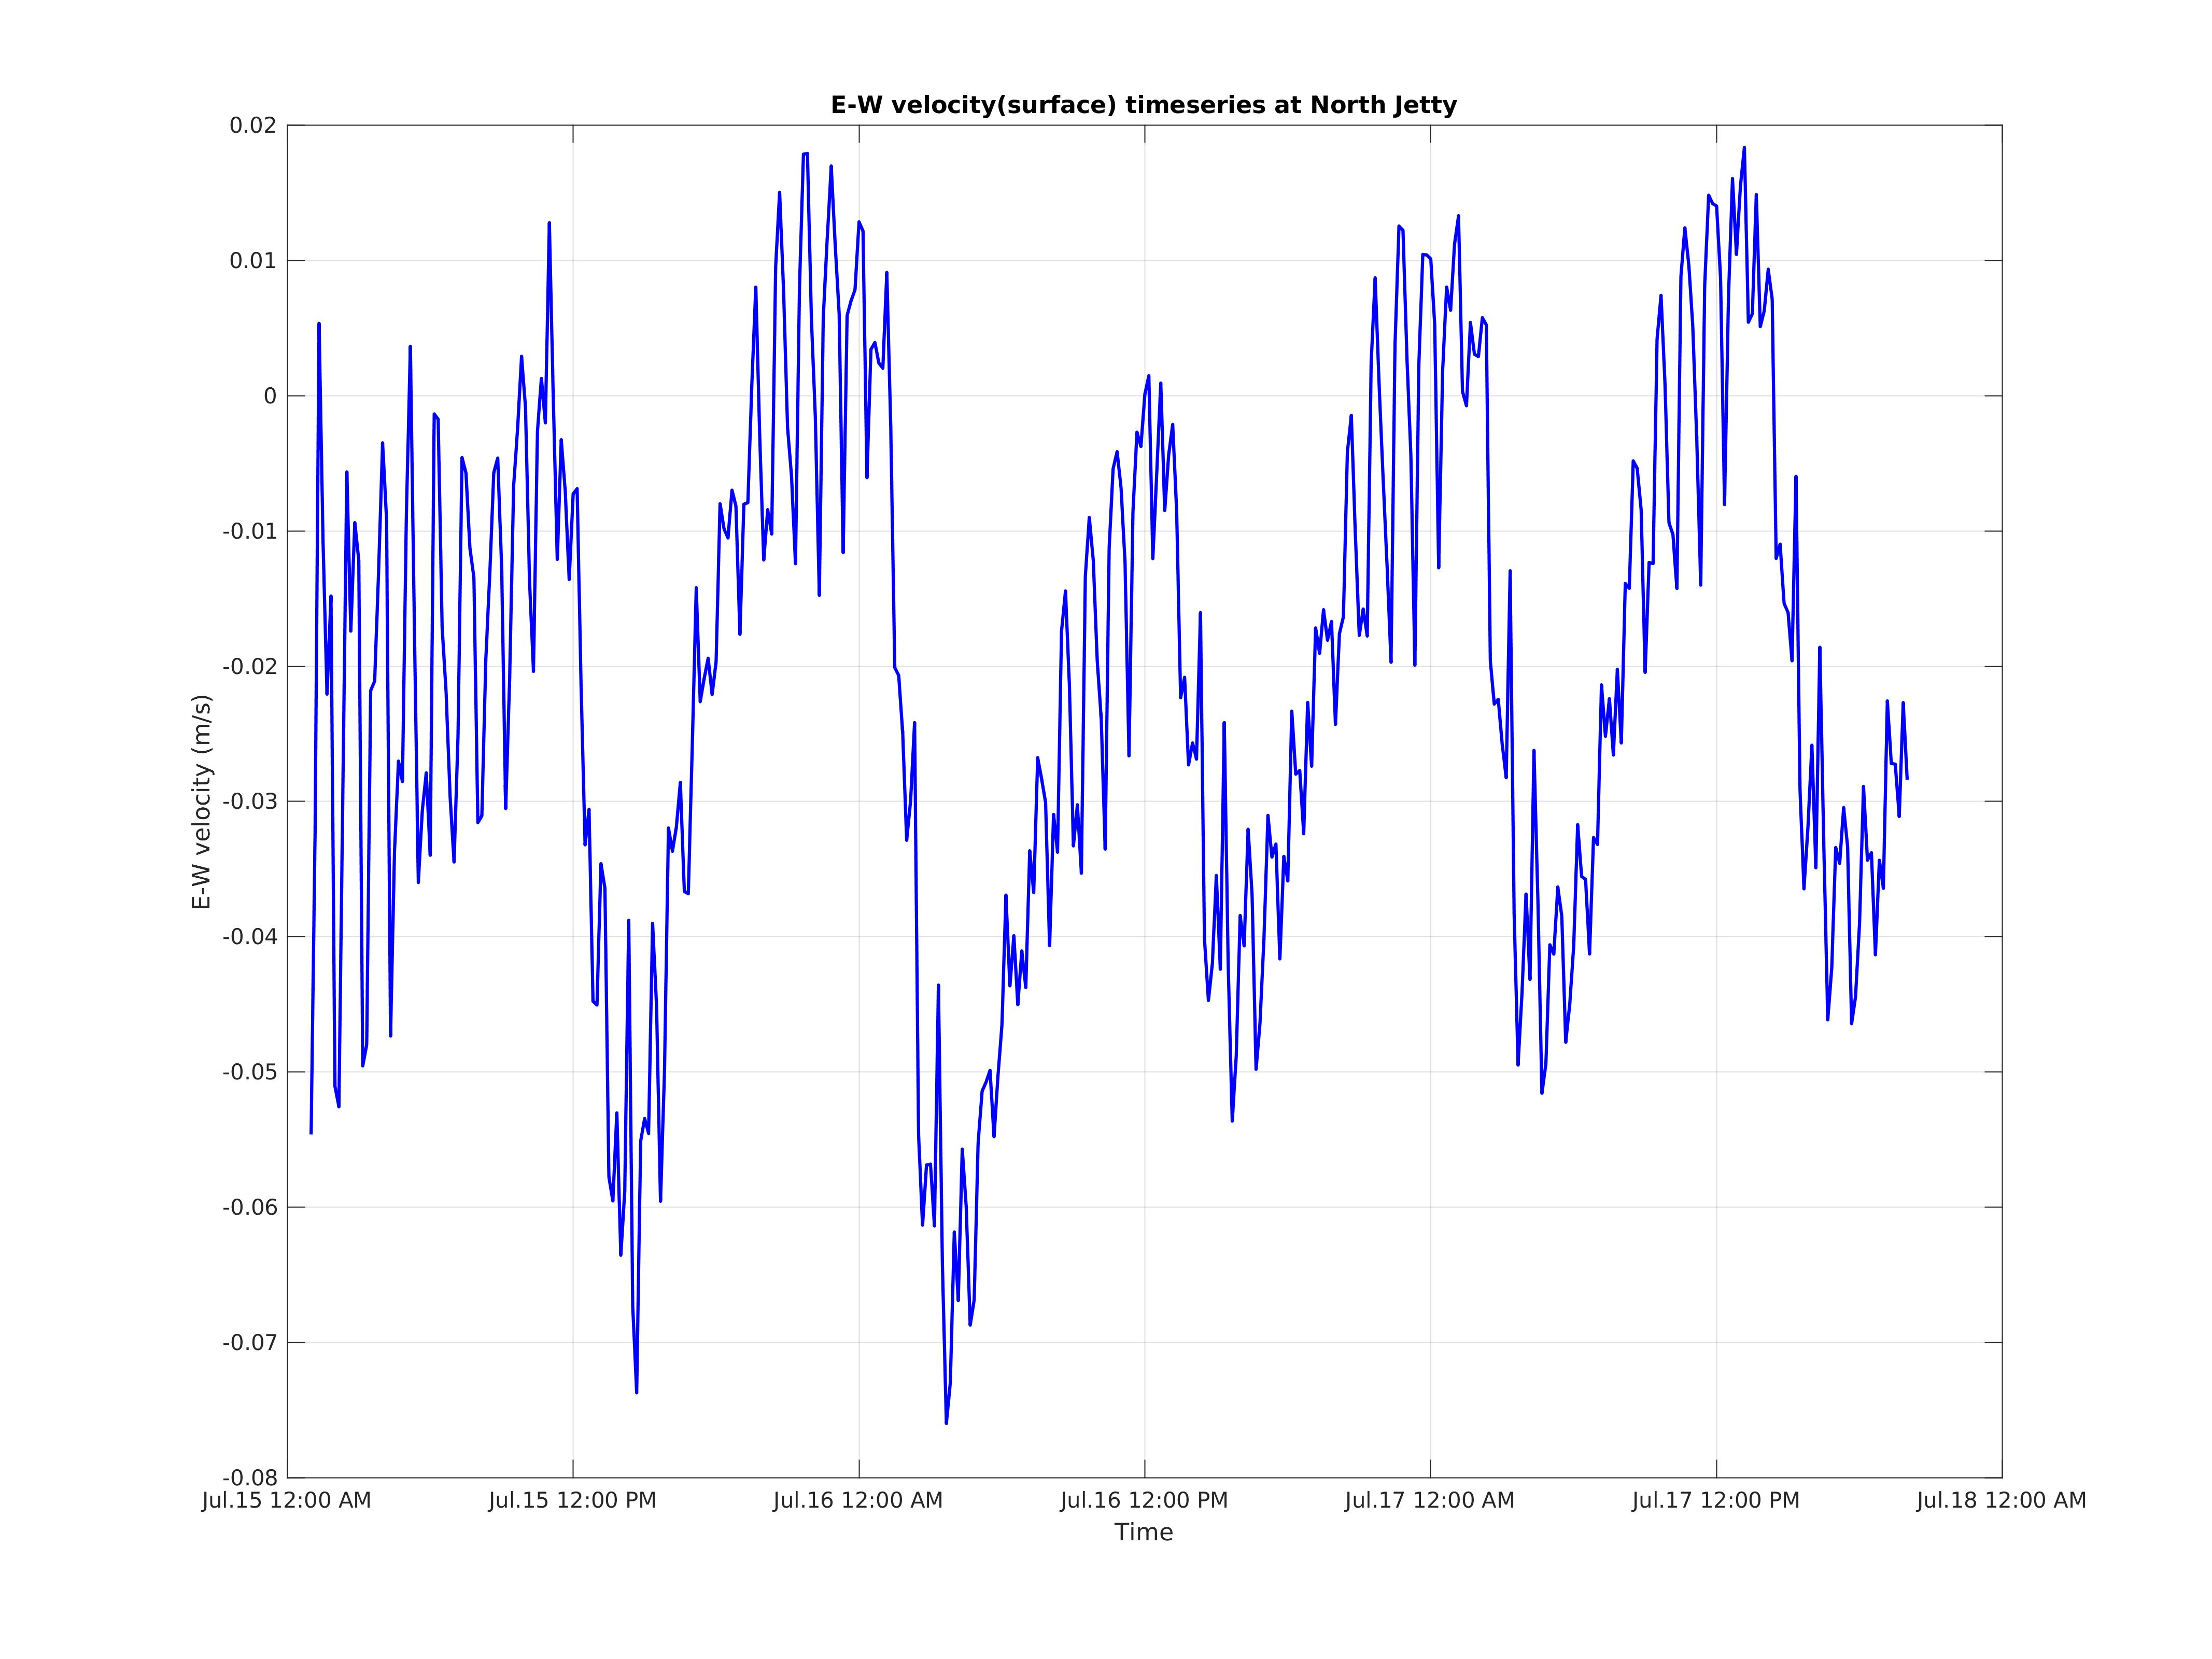 E-W velocity(surface) timeseries at North Jetty
0.02
0.01
0
-0.01
-0.02
-0.03
-0.04
-0.05
-0.06
-0.07
-0.08
E-W velocity (m/s)
Jul.15 12:00 AM Jul.15 12:00 PM Jul.16 12:00 AM Jul.16 12:00 PM Jul.17 12:00 AM Jul.17 12:00 PM Jul.18 12:00 AM
Time